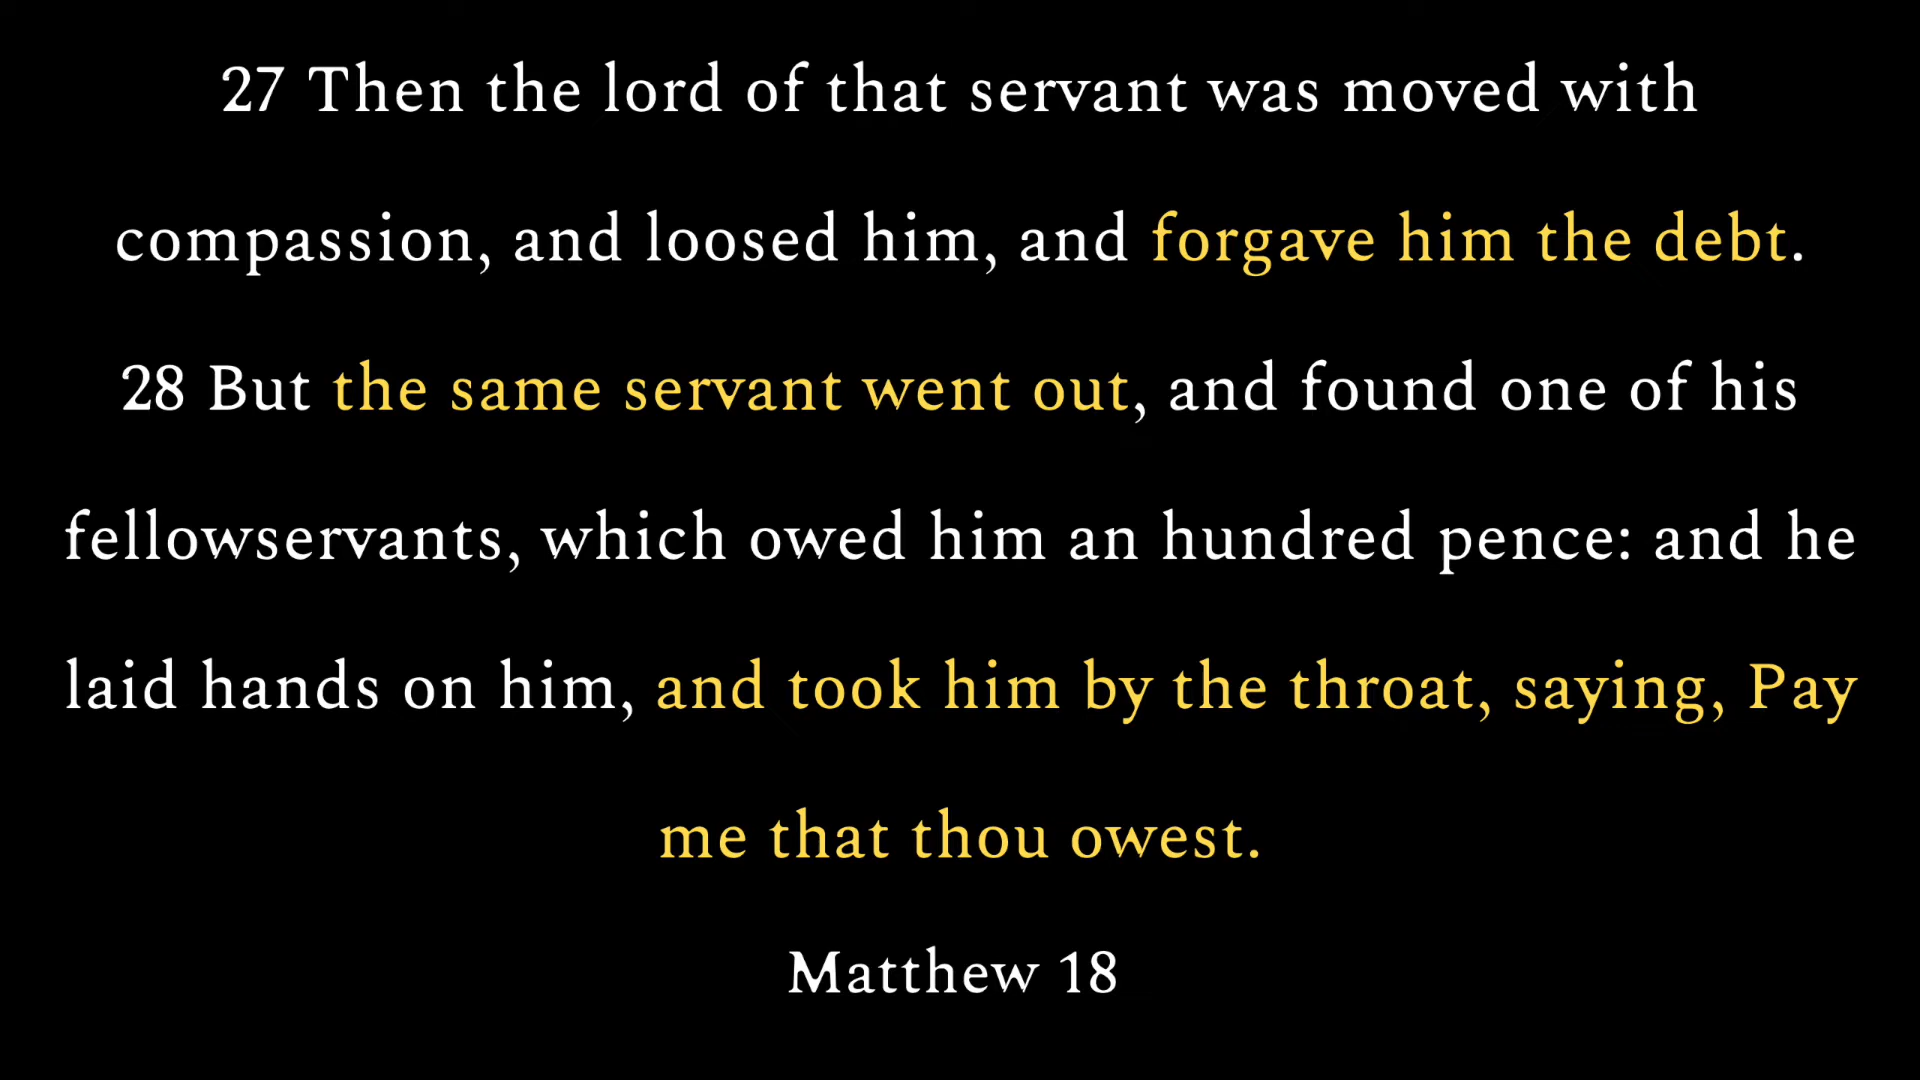 27 Then the lord of that servant was moved with
compassion, and loosed him, and forgave him the debt.
28 But the same servant went out, and found one of his
fellowservants, which owed him an hundred pence: and he
laid hands on him, and took him by the throat, saying, Pay
me that thou owest.
Matthew 18